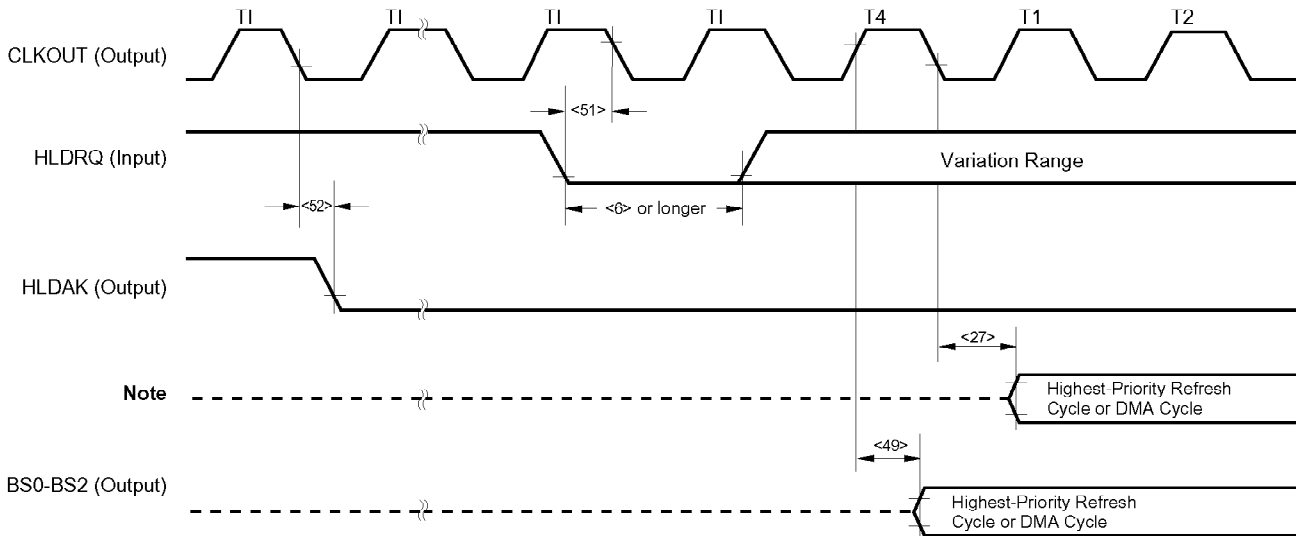 TI TI TI TI T4 T1 T2
CLKOUT (Output)
<51>
HLDRQ (Input)
Variation Range
<52>
<6> or longer
HLDAK (Output)
<27>
Note
Highest-Priority Refresh
Cycle or DMA Cycle
<49>
BS0-BS2 (Output)
Highest-Priority Refresh
Cycle or DMA Cycle